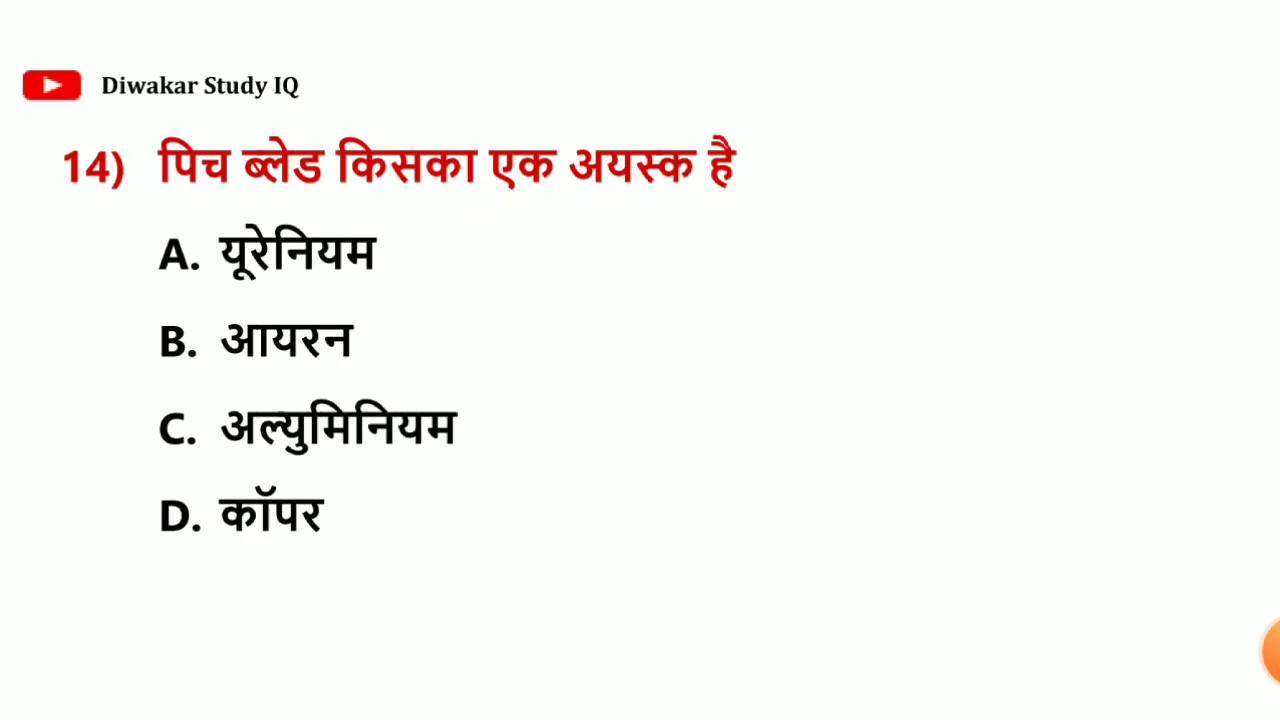 Diwakar Study IQ
14) पिच ब्लेड किसका एक अयस्क है
A. यूरेनियम
B. आयरन
C. अल्युमिनियम
D. कॉपर